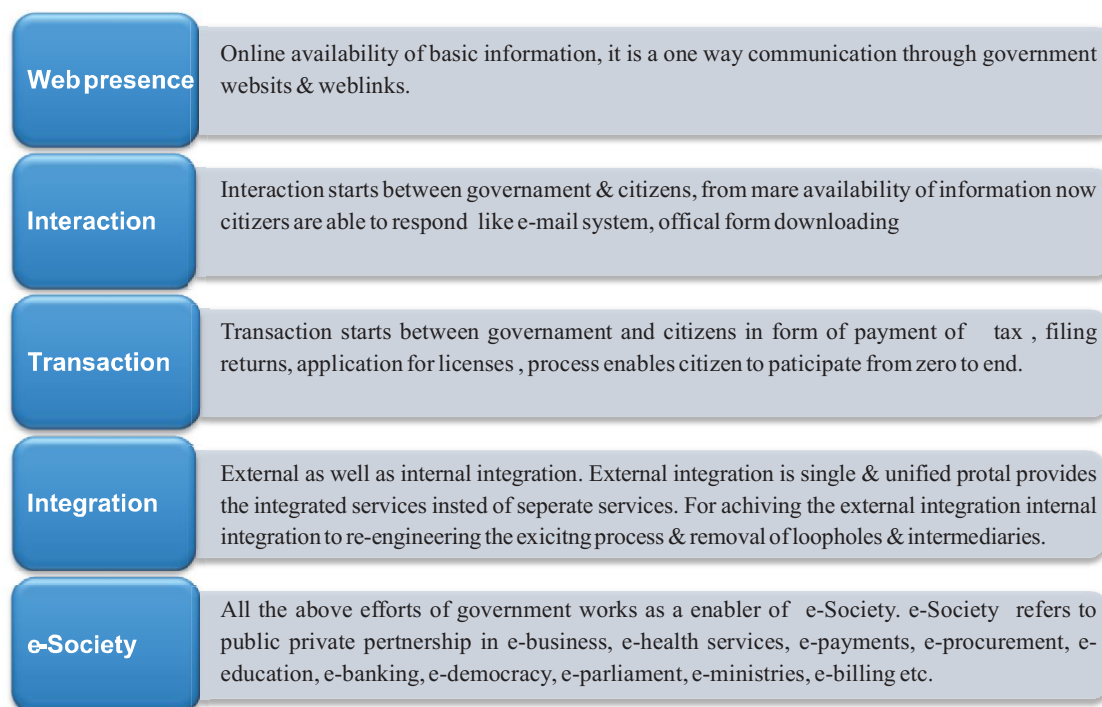 Web presence
Online availability of basic information, it is a one way communication through government
websits & weblinks.
Interaction
Interaction starts between governament & citizens, from mare availability of information now
citizers are able to respond like e-mail system, offical form downloading
Transaction
Transaction starts between governament and citizens in form of payment of tax , filing
returns, application for licenses , process enables citizen to paticipate from zero to end.
Integration
External as well as internal integration. External integration is single & unified protal provides
the integrated services insted of seperate services. For achiving the external integration internal
integration to re-engineering the exicitng process & removal of loopholes & intermediaries.
e-Society
All the above efforts of government works as a enabler of e-Society. e-Society refers to
public private pertnership in e-business, e-health services, e-payments, e-procurement, e-
education, e-banking, e-democracy, e-parliament, e-ministries, e-billing etc.